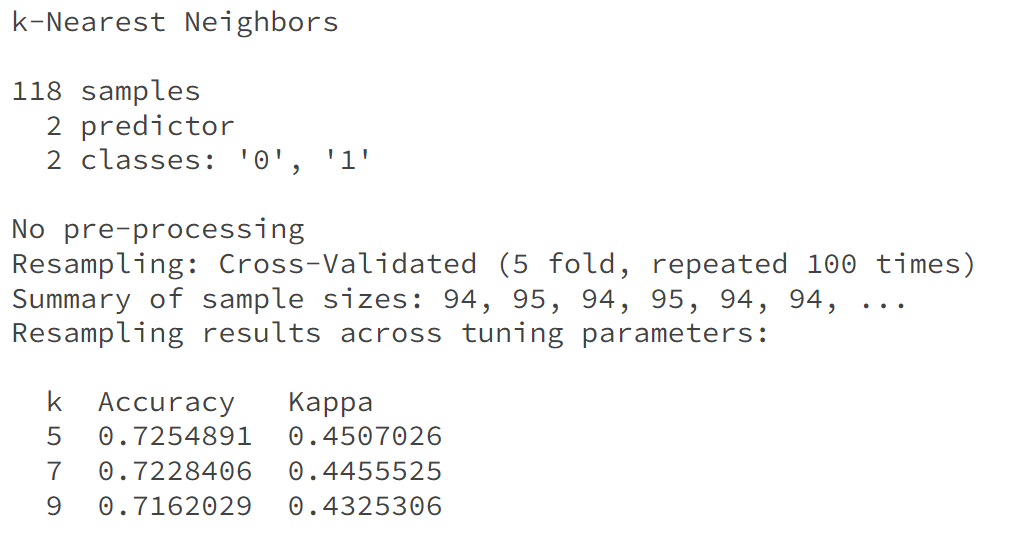 k-Nearest Neighbors
118 samples
2 predictor
2 classes: '0', '1'
No pre-processing
Resampling: Cross-Validated (5 fold, repeated 100 times)
Summary of sample sizes: 94, 95, 94, 95, 94, 94, ...
Resampling results across tuning parameters:
k Accuracy Kappa
5 0.7254891 0.4507026
7 0.7228406 0.4455525
9 0.7162029 0.4325306